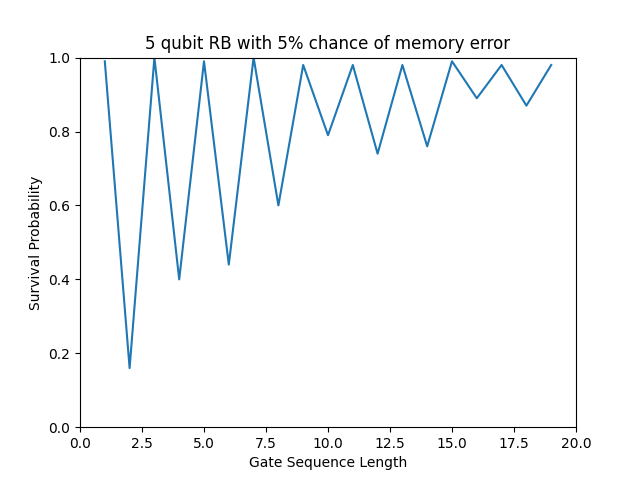 5 qubit RB with 5% chance of memory error
1.0
0.8
0.6
0.4
0.2
0.0
Survival Probability
0.0 2.5 5.0 7.5 10.0 12.5 15.0 17.5 20.0
Gate Sequence Length